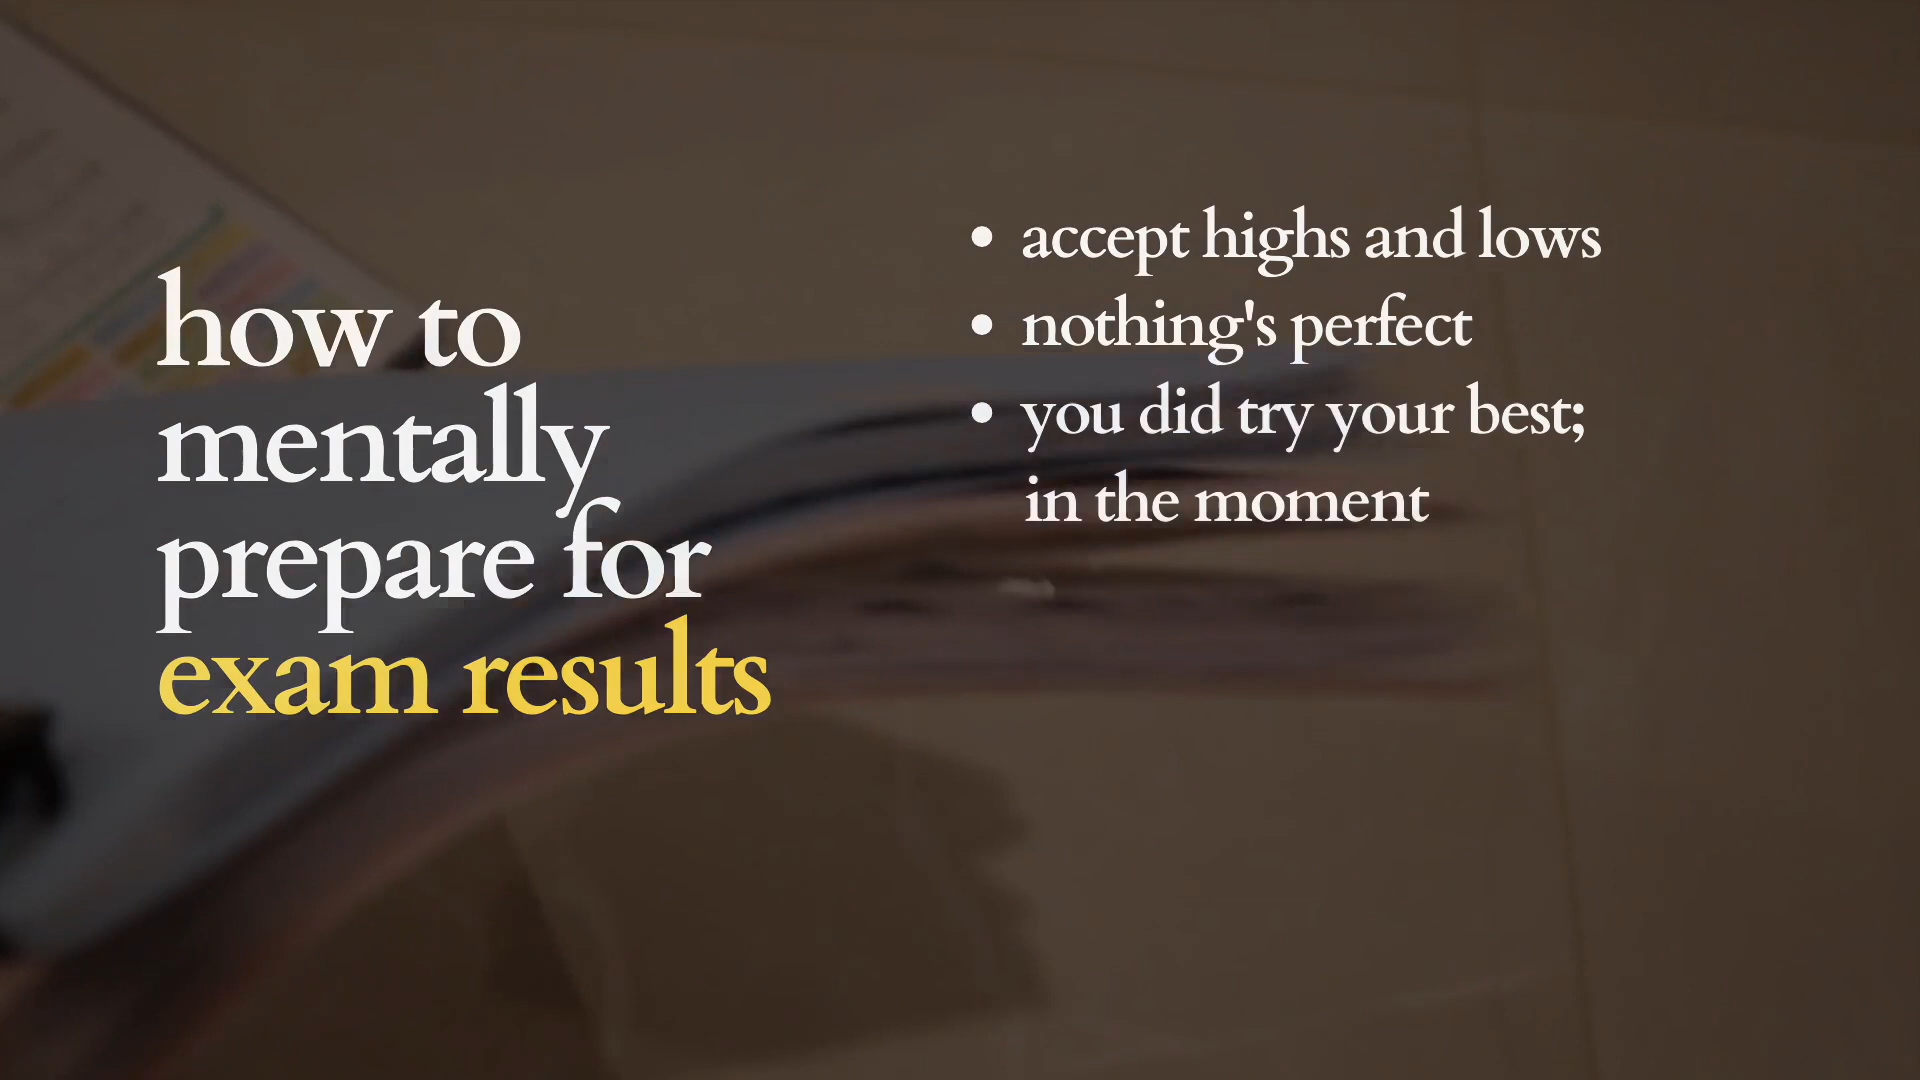 how to
mentally
prepare for
exam results
• accept highs and lows
• nothing's perfect
• you did try your best;
in the moment